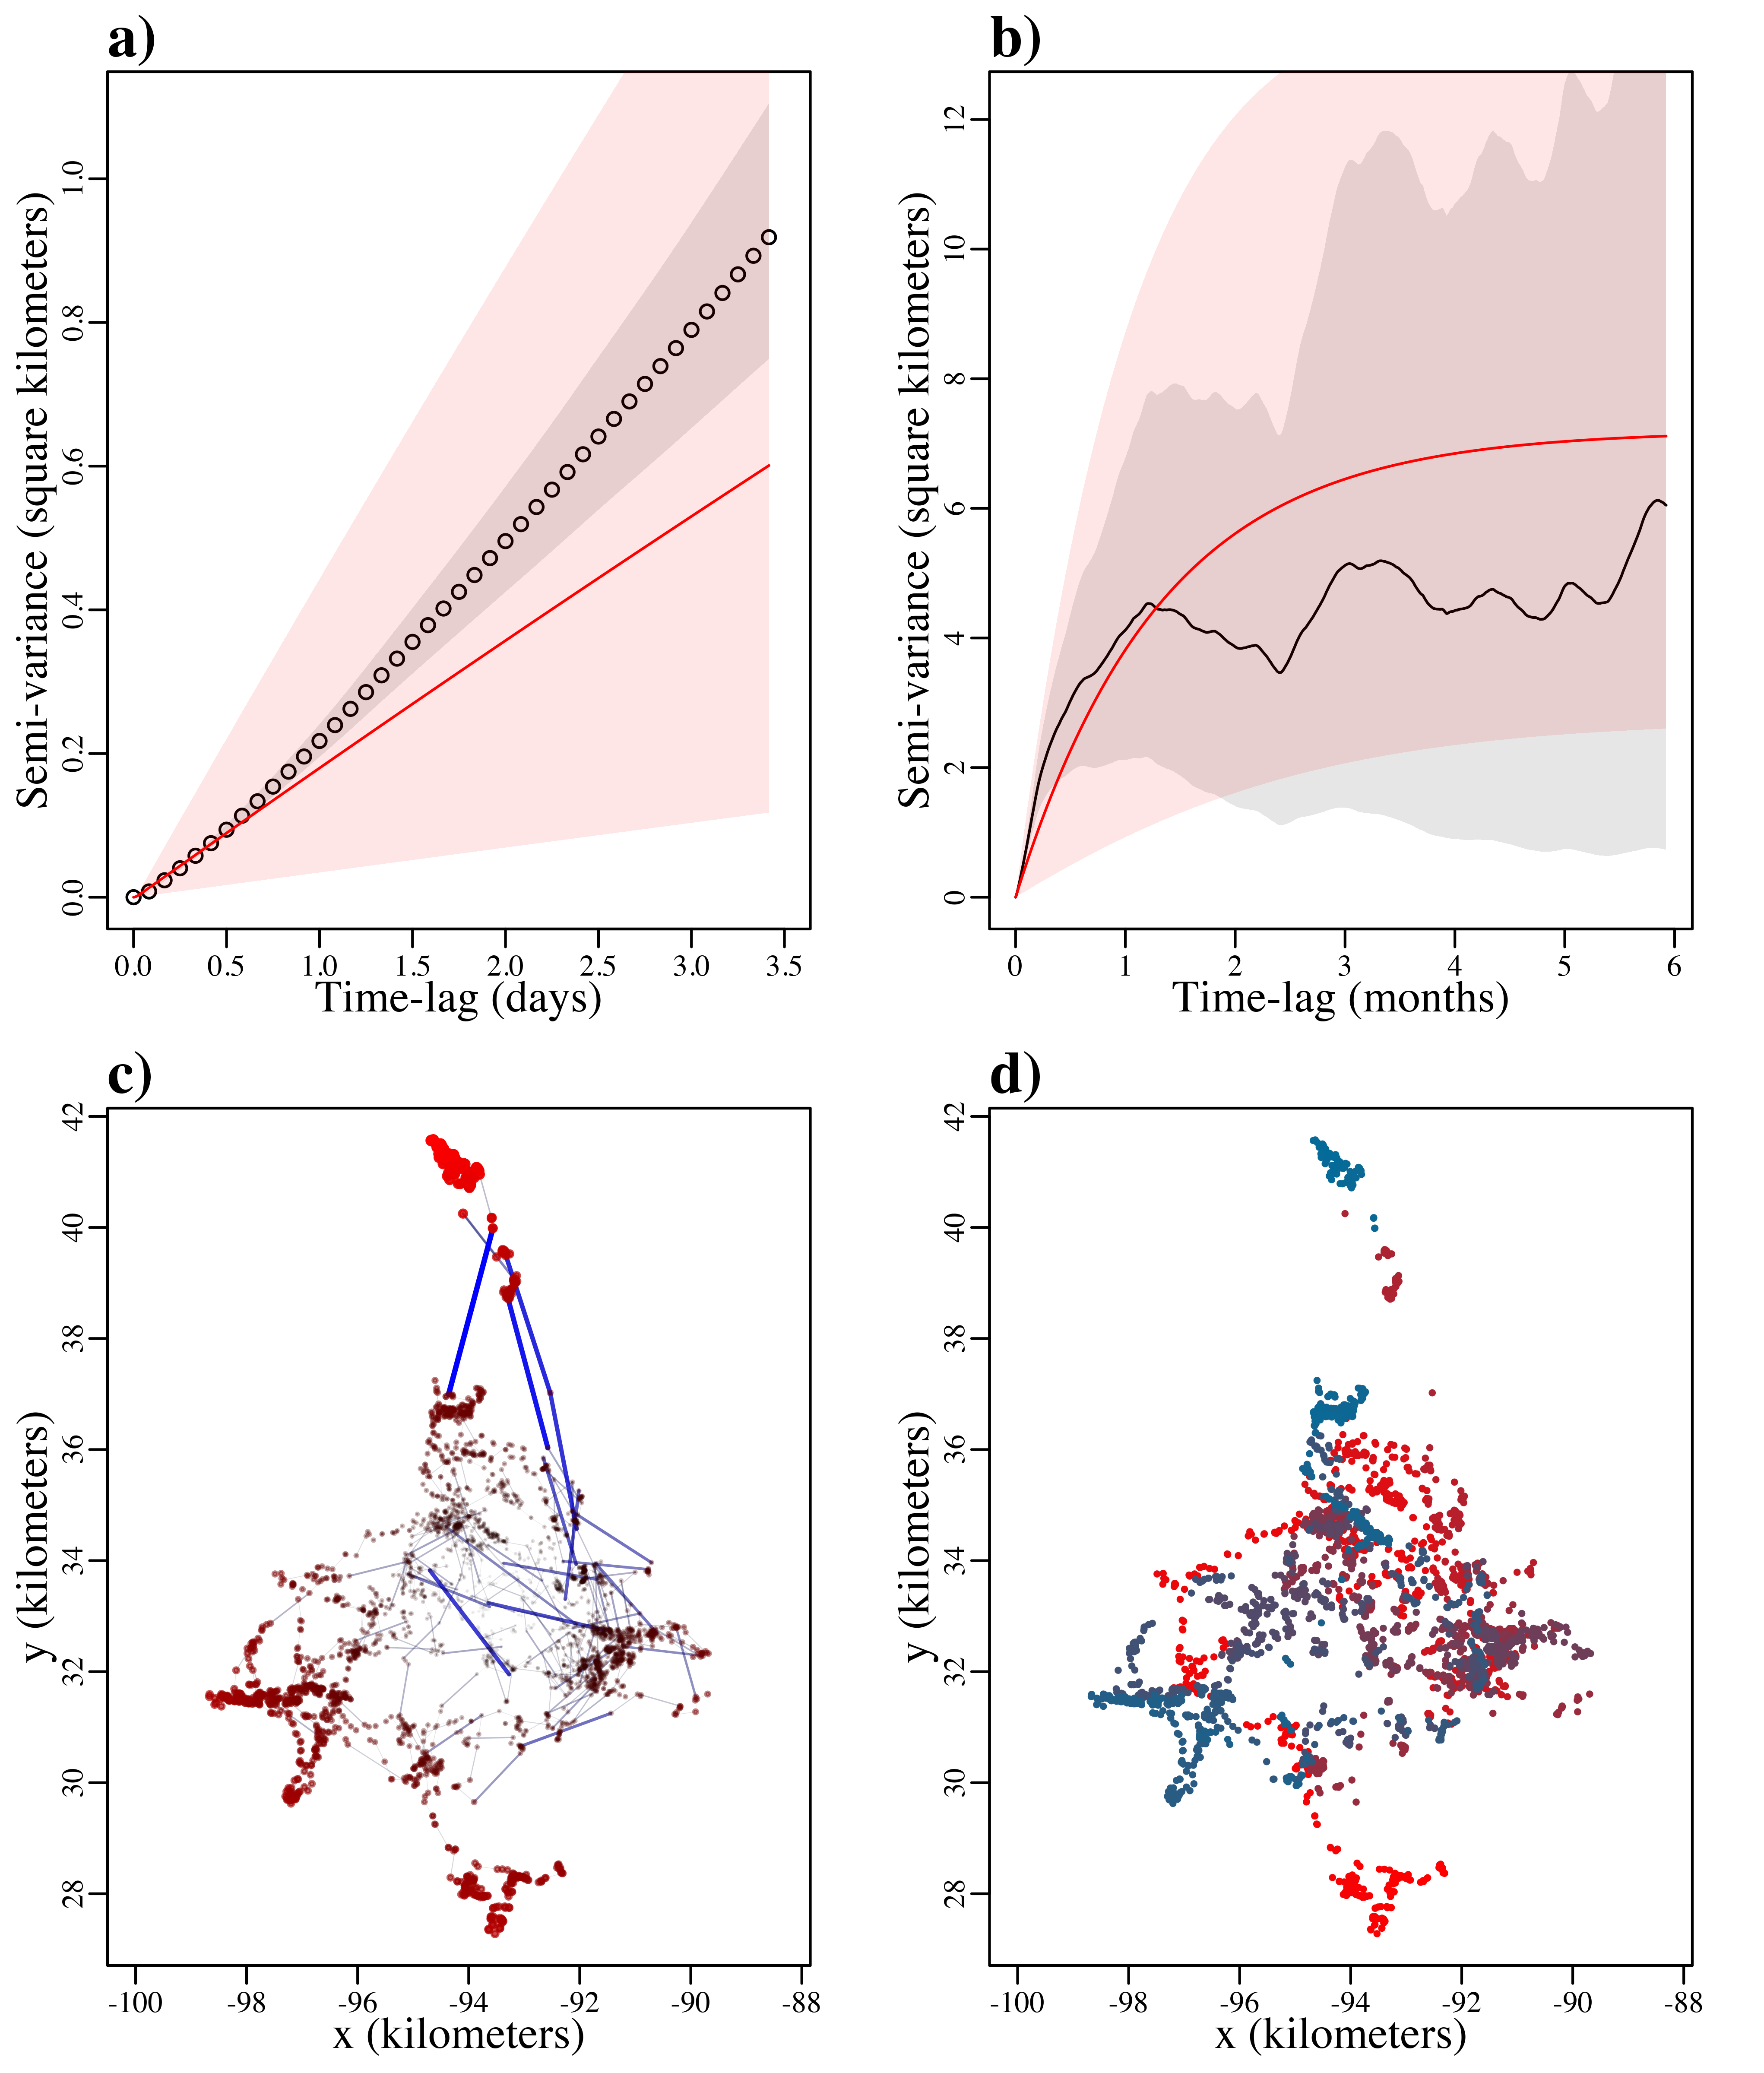 a)
Semi-variance (square kilometers)
0.0 0.2 0.4 0.6 0.8 1.0
0.0 0.5 1.0 1.5 2.0 2.5 3.0 3.5
Time-lag (days)
b)
Semi-variance (square kilometers)
0 2 4 6 8 10 12
0 1 2 3 4 5 6
Time-lag (months)
c)
y (kilometers)
28 30 32 34 36 38 40 42
-100 -98 -96 -94 -92 -90 -88
x (kilometers)
d)
y (kilometers)
28 30 32 34 36 38 40 42
-100 -98 -96 -94 -92 -90 -88
x (kilometers)